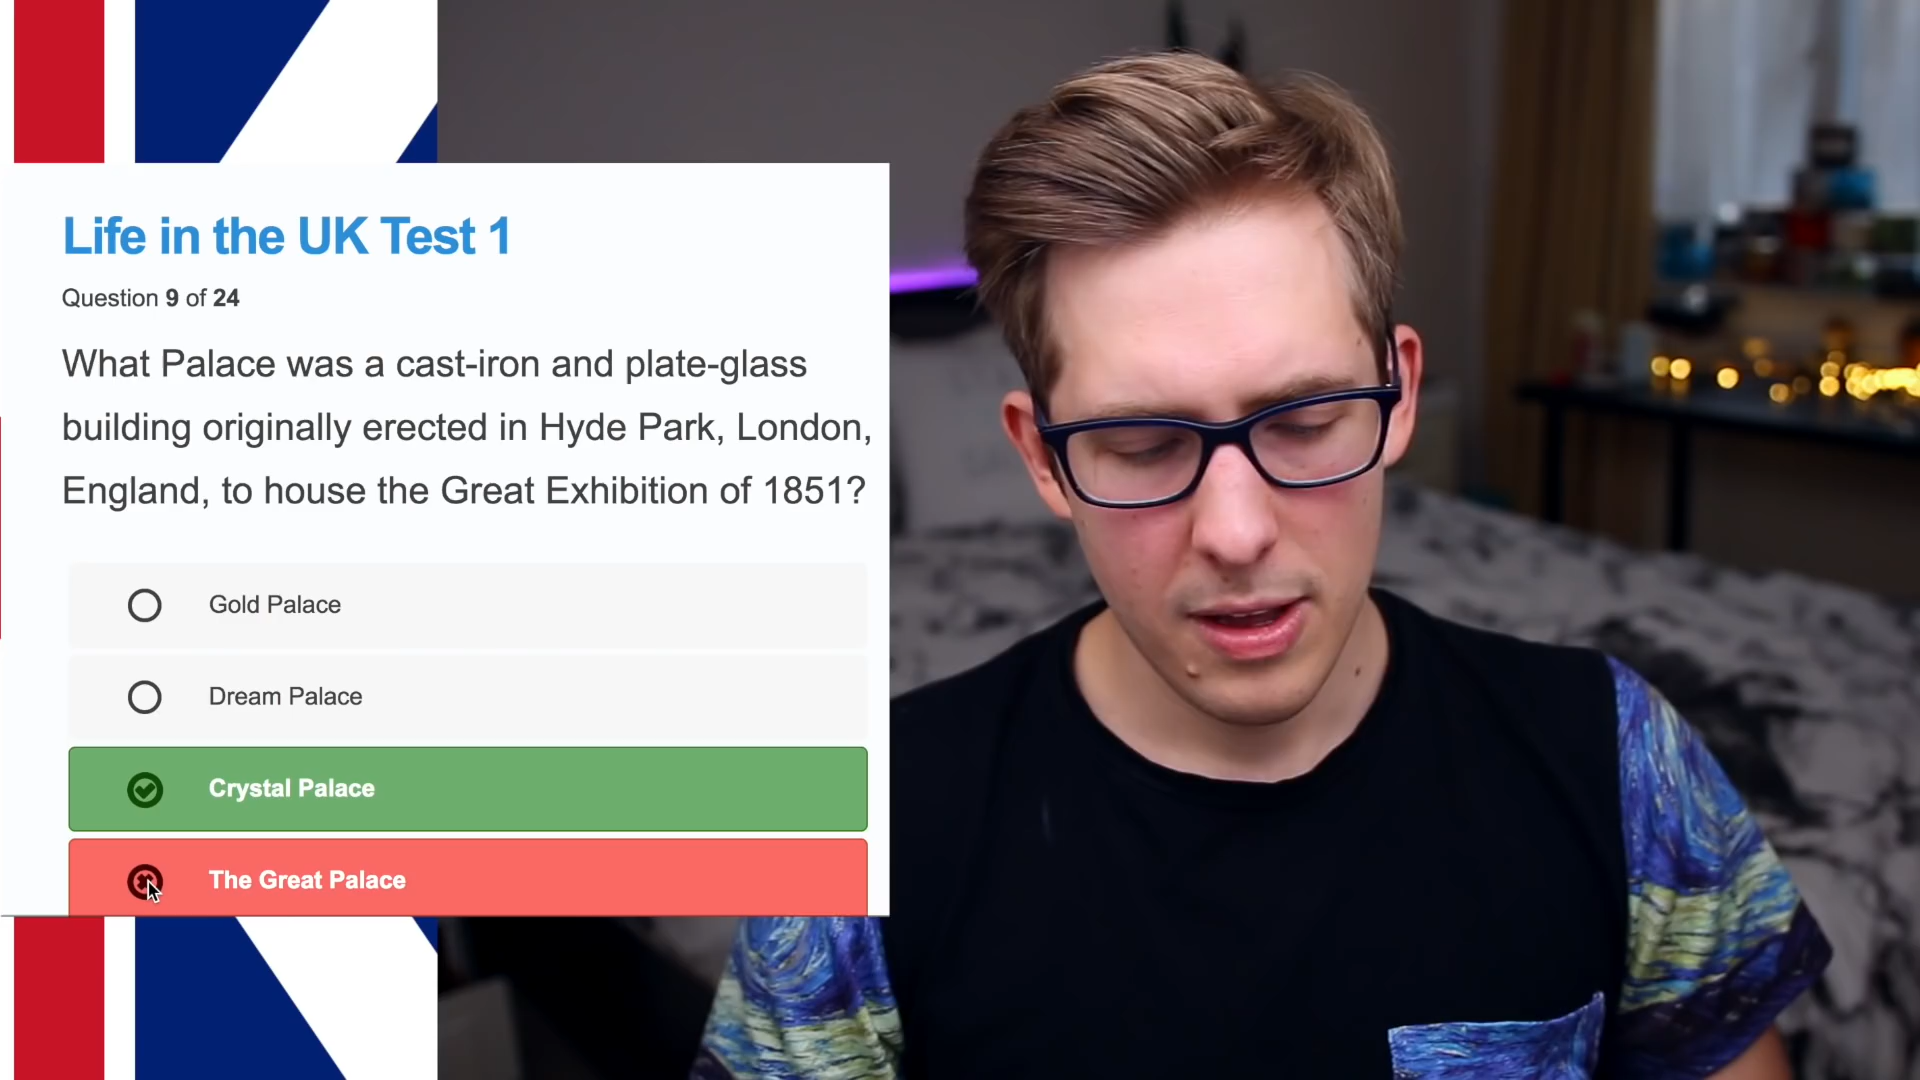 Life in the UK Test 1
Question 9 of 24
What Palace was a cast-iron and plate-glass
building originally erected in Hyde Park, London,
England, to house the Great Exhibition of 1851?
Gold Palace
Dream Palace
Crystal Palace
The Great Palace